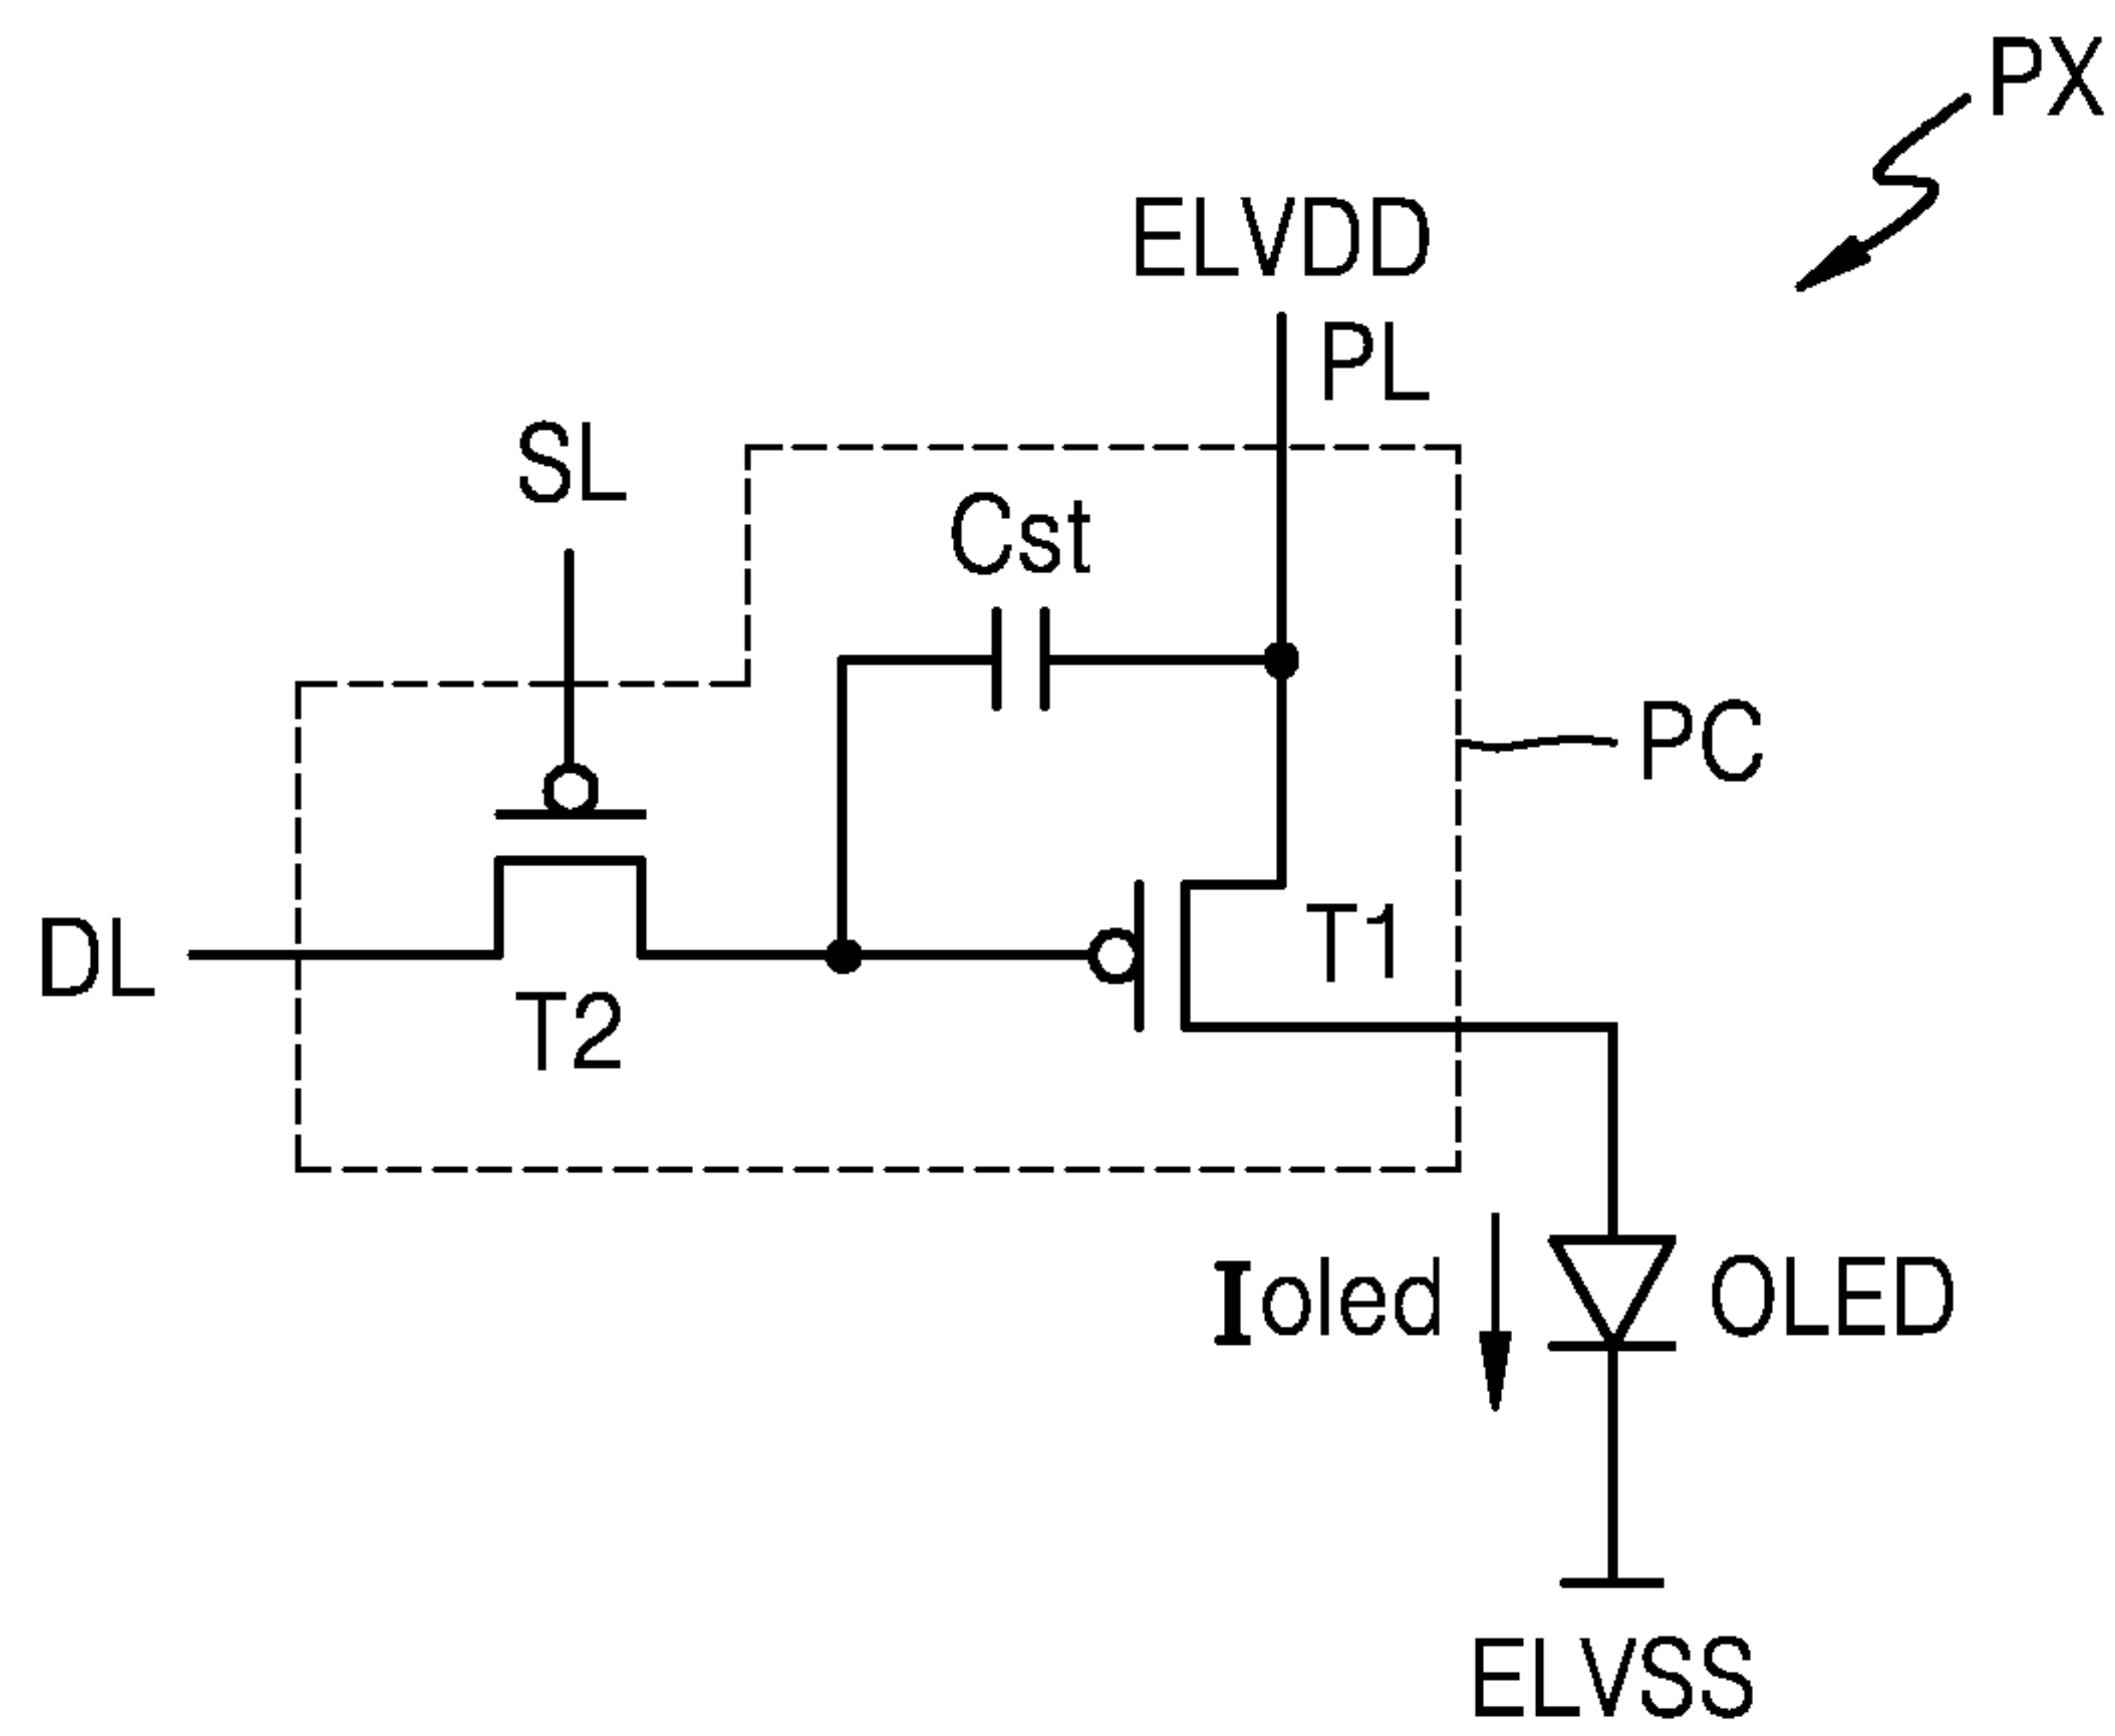 PX
ELVDD
PL
SL
Cst
PC
DL
T1
T2
Ioled
OLED
ELVSS